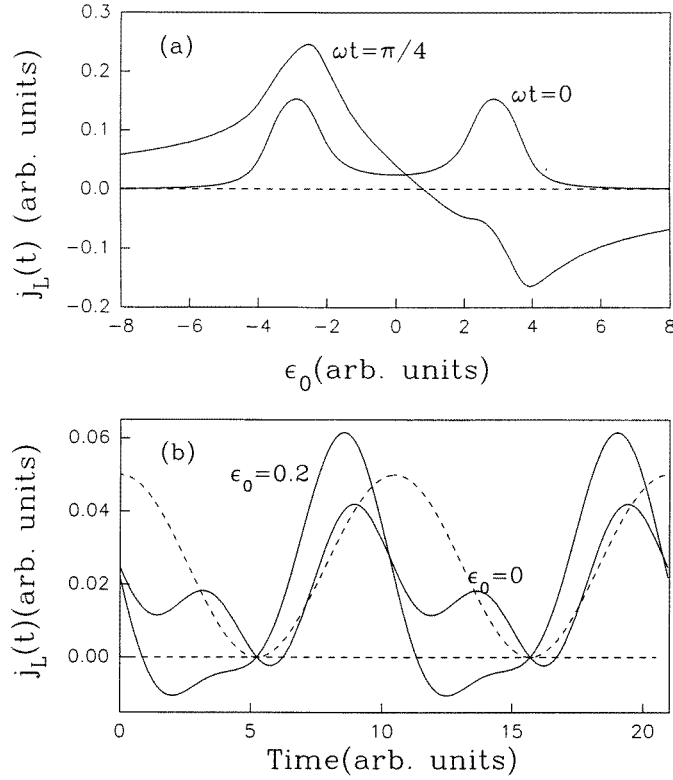 (a)
ωt=π/4
ωt=0
j_L(t) (arb. units)
0.3
0.2
0.1
0.0
-0.1
-0.2
-8 -6 -4 -2 0 2 4 6 8
ϵ_0(arb. units)
(b)
ϵ_0=0.2
ϵ_0=0
j_L(t)(arb. units)
0.06
0.04
0.02
0.00
0 5 10 15 20
Time(arb. units)